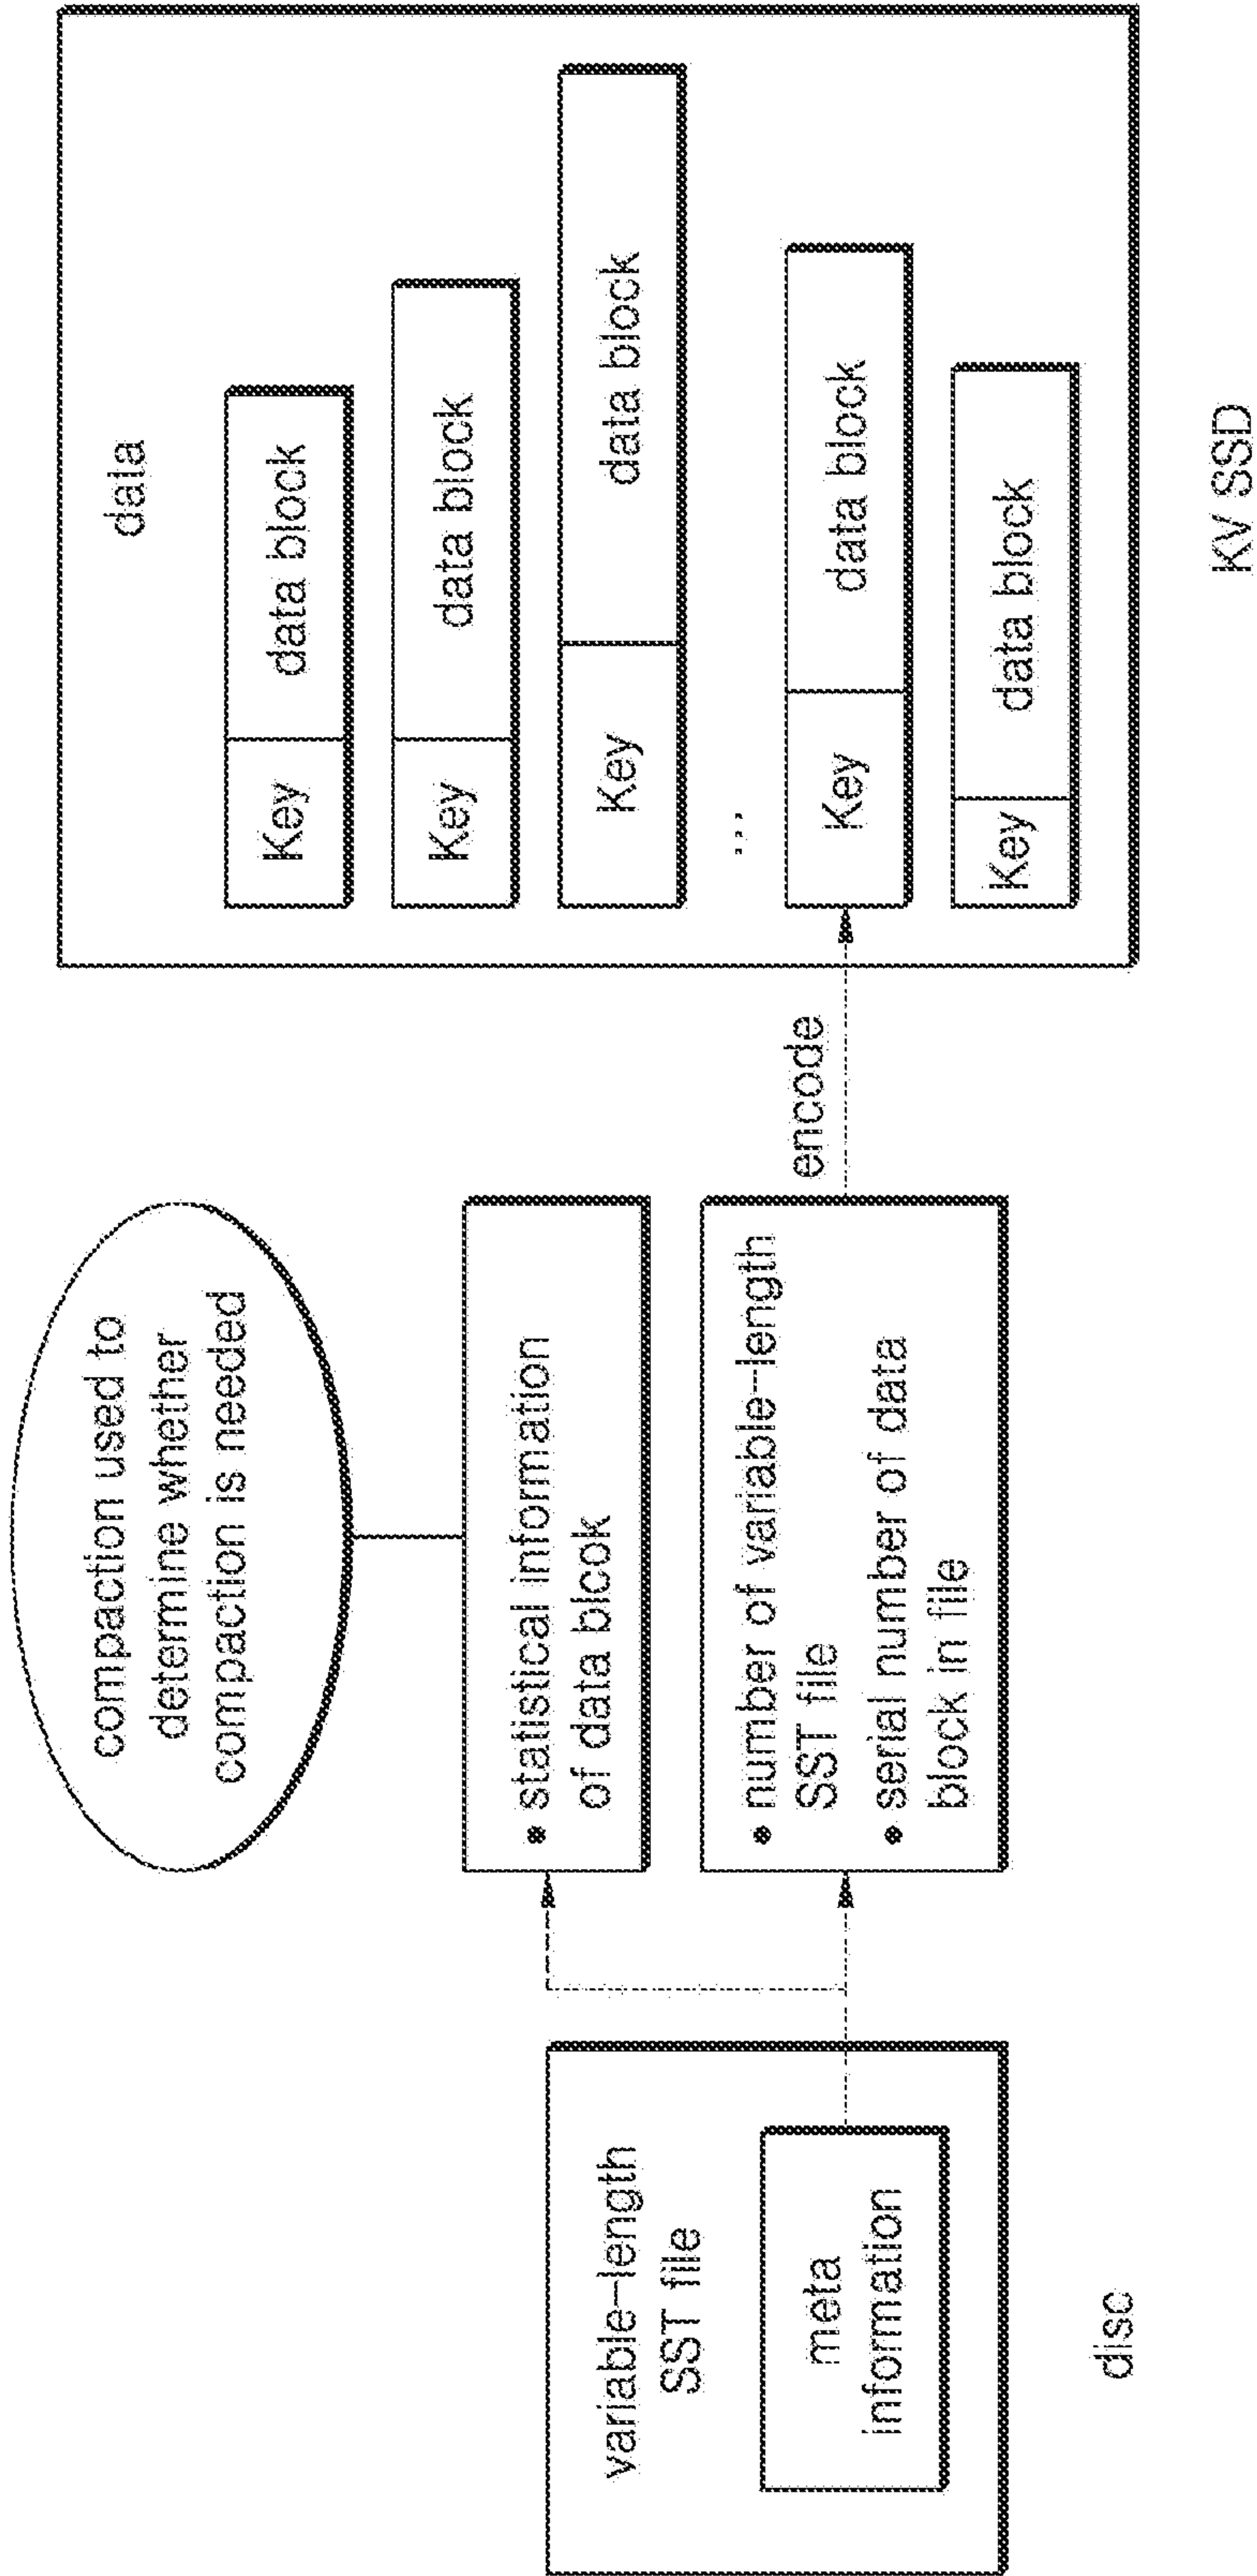 variable-length
SST file
meta
information
disc
compaction used to
determine whether
compaction is needed
• statistical information
of data blcok
• number of variable-length
SST file
• serial number of data
block in file
encode
data
Key data block
Key data block
Key data block
...
Key data block
Key data block
KV SSD